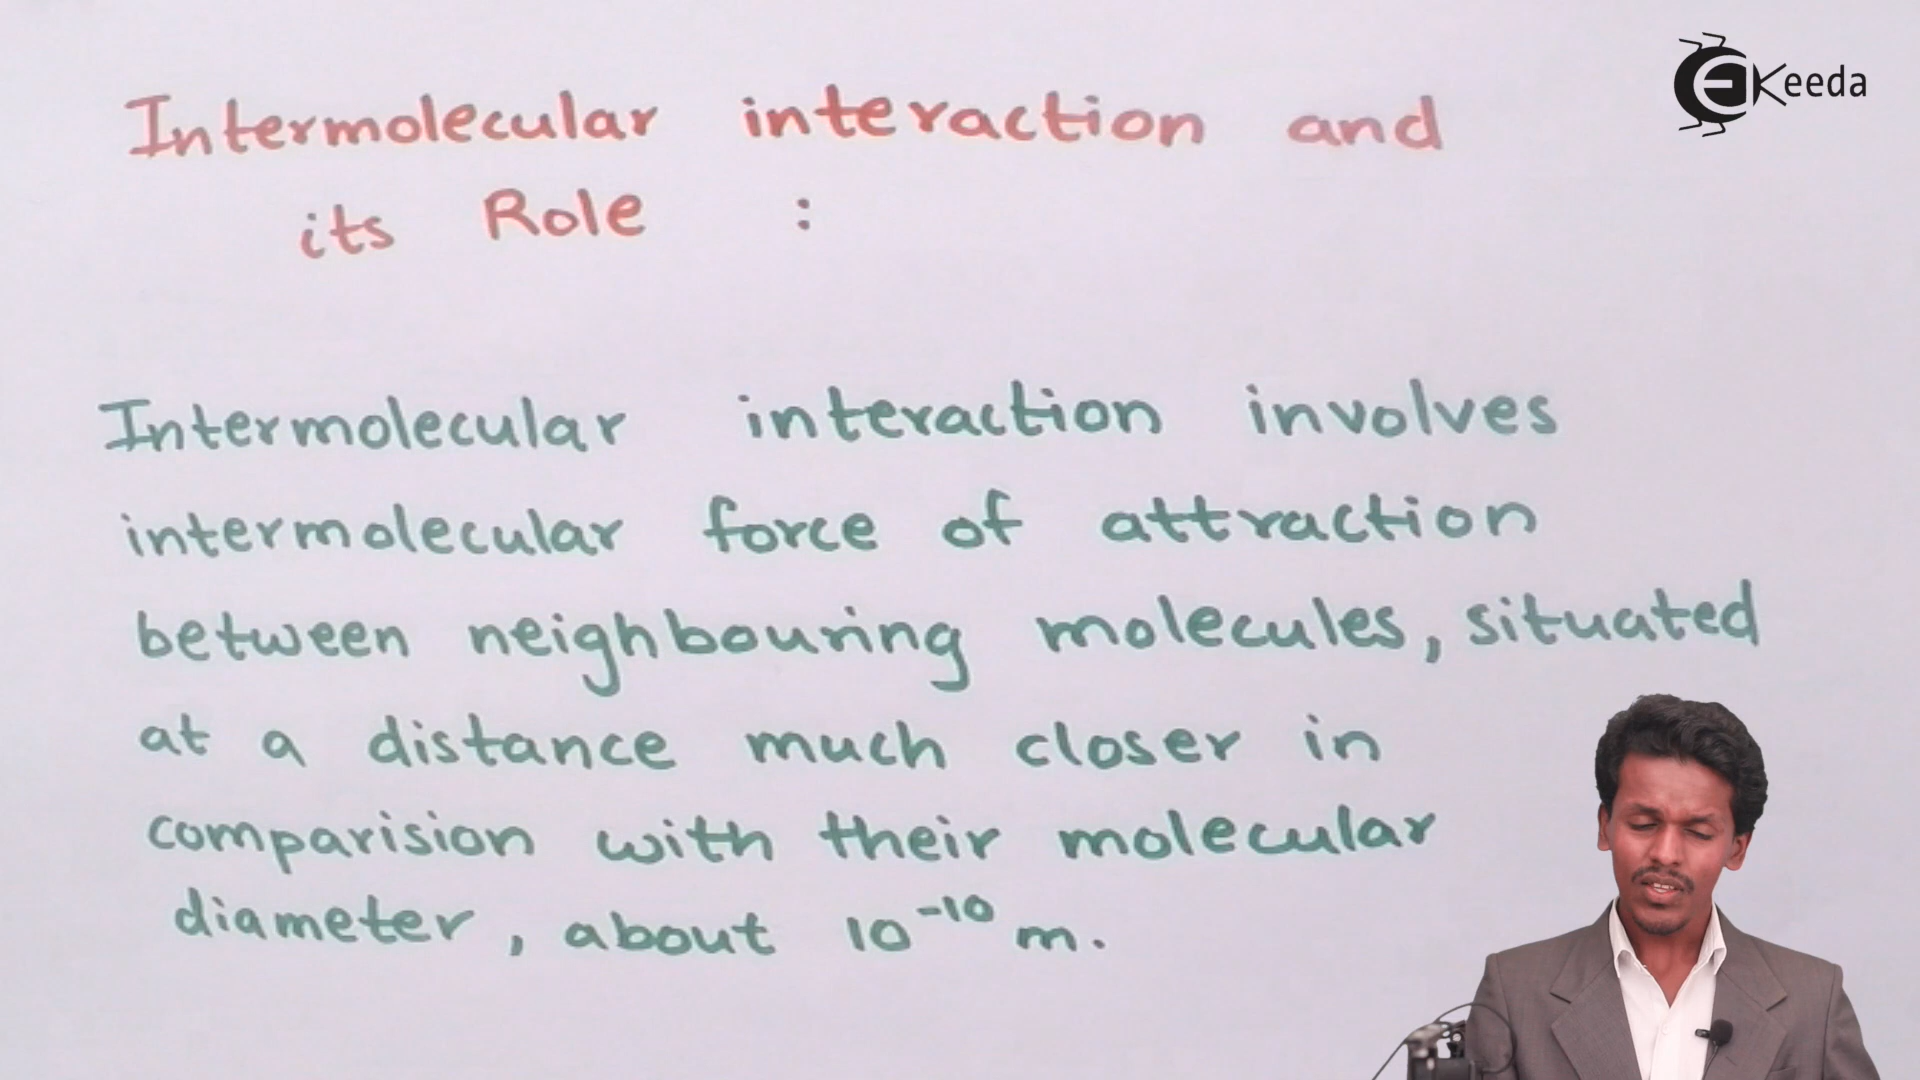 EKeeda
Intermolecular interaction and
its Role :
Intermolecular interaction involves
intermolecular force of attraction
between neighbouring molecules, situated
at a distance much closer in
comparision with their molecular
diameter, about 10⁻¹⁰ m.